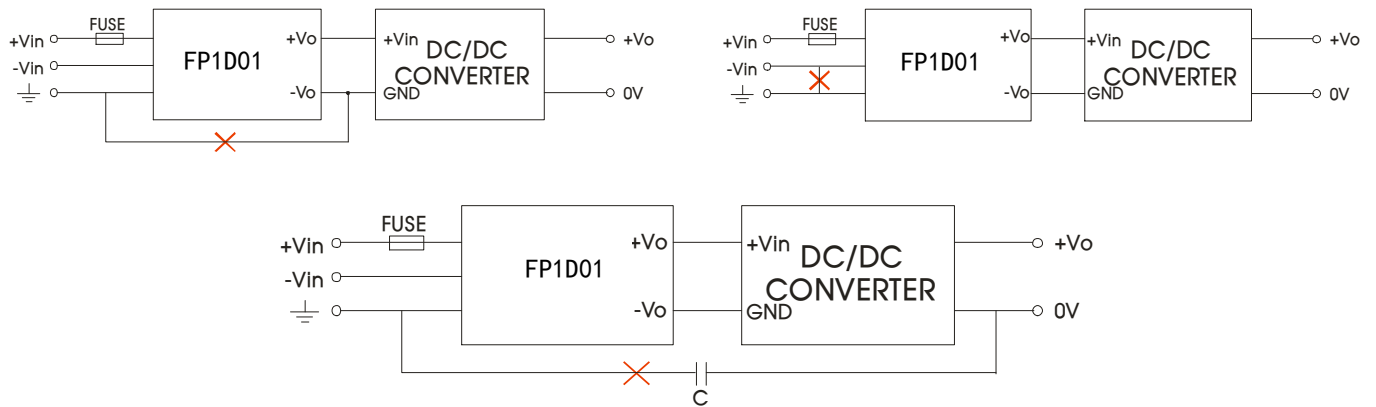 FUSE
+Vin
-Vin
FP1D01
+Vo
-Vo
+Vin
GND
DC/DC
CONVERTER
+Vo
0V
FUSE
+Vin
-Vin
FP1D01
+Vo
-Vo
+Vin
GND
DC/DC
CONVERTER
+Vo
0V
FUSE
+Vin
-Vin
FP1D01
+Vo
-Vo
+Vin
GND
DC/DC
CONVERTER
+Vo
0V
C